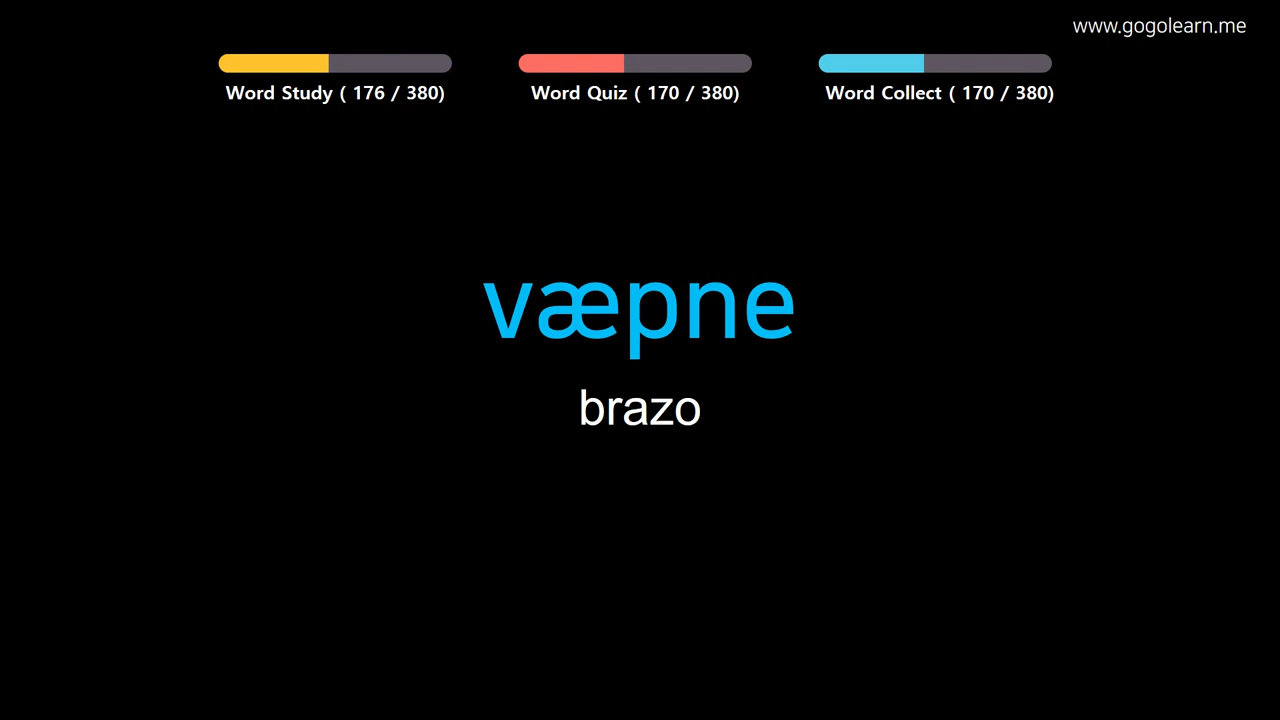 www.gogolearn.me
Word Study ( 176 / 380)
Word Quiz ( 170 / 380)
Word Collect ( 170 / 380)
væpne
brazo